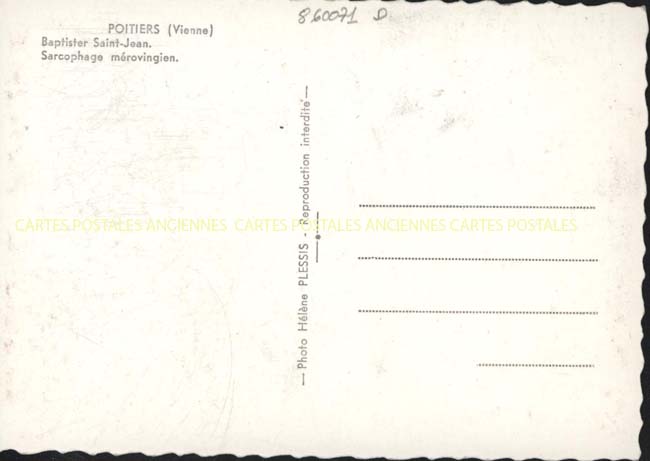 860071 D
POITIERS (Vienne)
Baptister Saint-Jean.
Sarcophage mérovingien.
— Photo Hélène PLESSIS - Reproduction interdite —
CARTES POSTALES ANCIENNES CARTES POSTALES ANCIENNES CARTES POSTALES